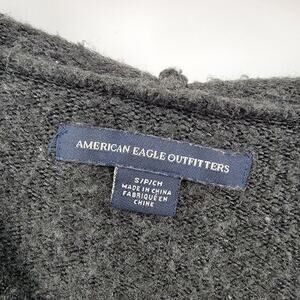 AMERICAN EAGLE OUTFITTERS
S/P/CH
MADE IN CHINA
FABRIQUÉ EN
CHINE